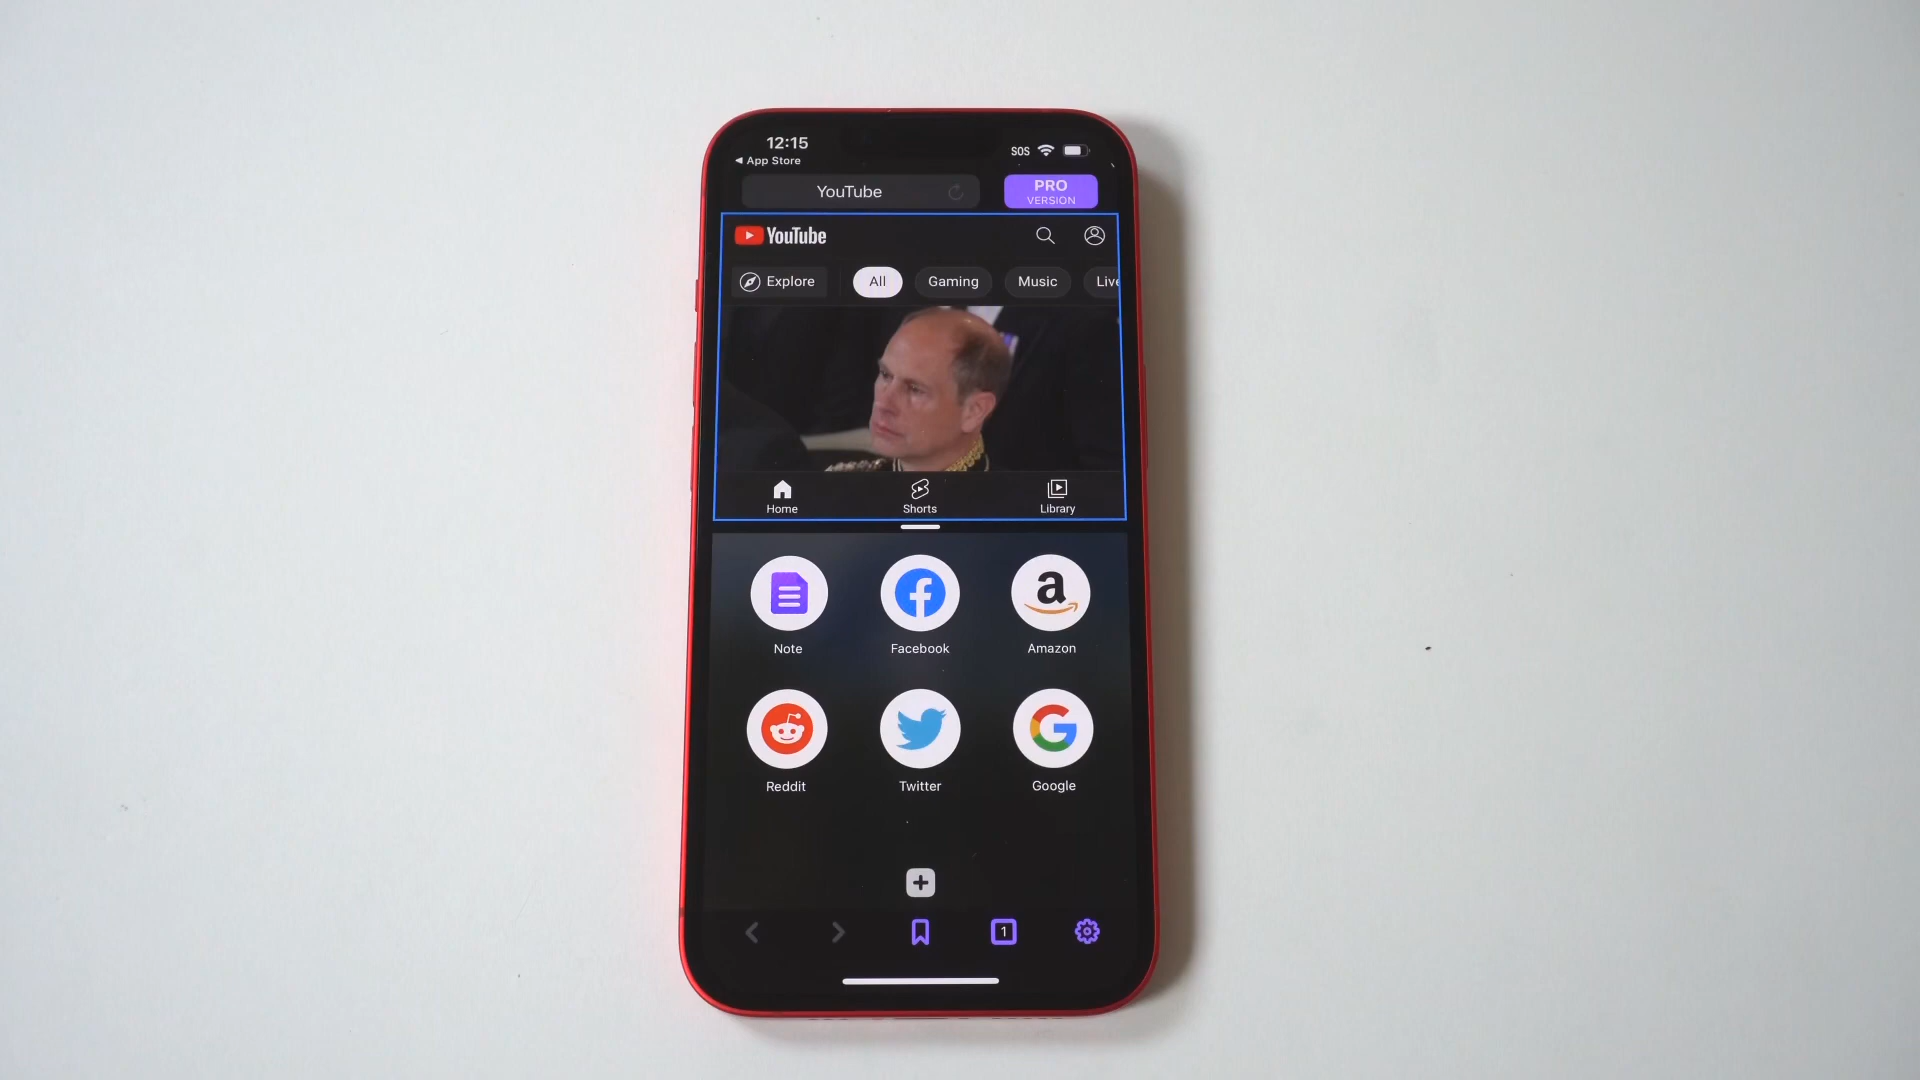 12:15
SOS
App Store
YouTube
PRO
VERSION
YouTube
Explore
All
Gaming
Music
Live
Home
Shorts
Library
Note
Facebook
a
Amazon
Reddit
Twitter
G
Google
1